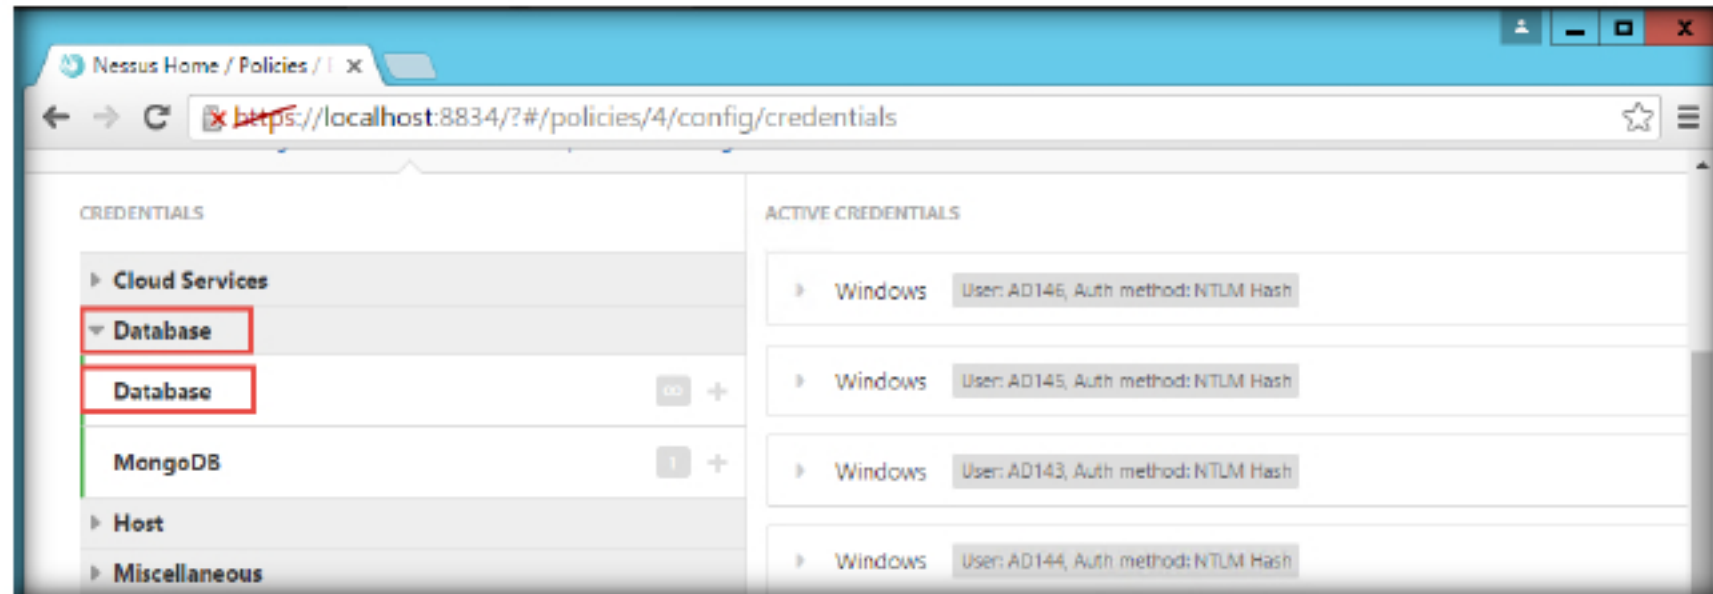 Nessus Home / Policies /
https://localhost:8834/?#/policies/4/config/credentials
CREDENTIALS
Cloud Services
Database
Database
∞ +
MongoDB
1 +
Host
Miscellaneous
ACTIVE CREDENTIALS
Windows User: AD146, Auth method: NTLM Hash
Windows User: AD145, Auth method: NTLM Hash
Windows User: AD143, Auth method: NTLM Hash
Windows User: AD144, Auth method: NTLM Hash